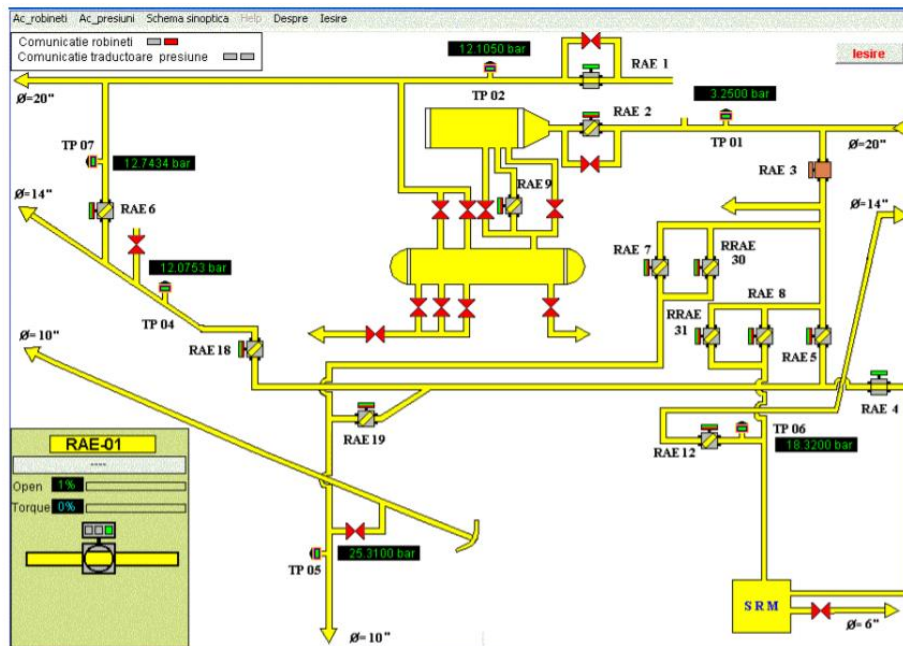 Ac_robineti Ac_presiuni Schema sinoptica Help Despre Iesire
Comunicatie robineti
Comunicatie traductoare presiune
12.1050 bar
RAE 1
Iesire
Ø=20"
TP 02
RAE 2
3.2500 bar
TP 01
Ø=20"
TP 07
12.7434 bar
RAE 3
RAE 9
Ø=14"
Ø=14"
RAE 6
12.0753 bar
RAE 7
RRAE
30
TP 04
RAE 8
RRAE
31
Ø=10"
RAE 18
RAE 5
RAE 4
RAE 19
TP 06
RAE 12
18.3200 bar
RAE-01
----
Open 1%
Torque 0%
TP 05
25.3100 bar
S R M
Ø=6"
Ø=10"